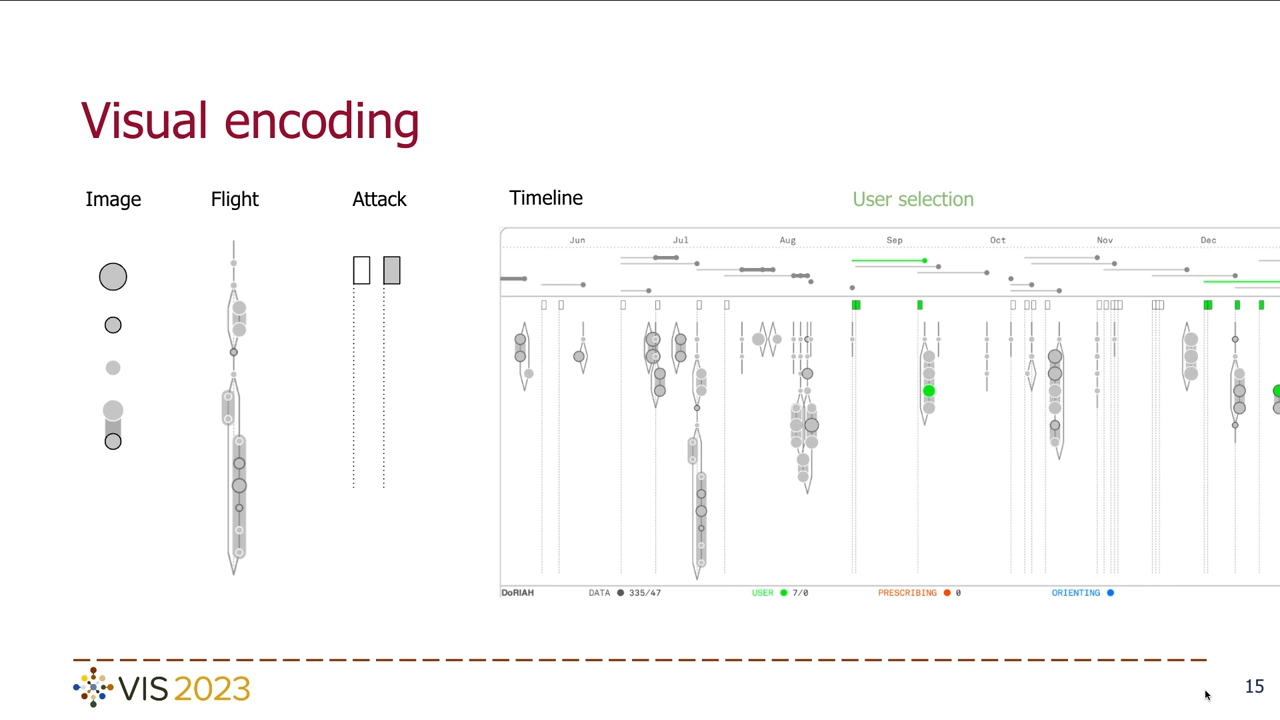 Visual encoding
Image Flight Attack Timeline User selection
Jun Jul Aug Sep Oct Nov Dec
DoRIAH DATA 335/47 USER 7/0 PRESCRIBING 0 ORIENTING
VIS 2023
15